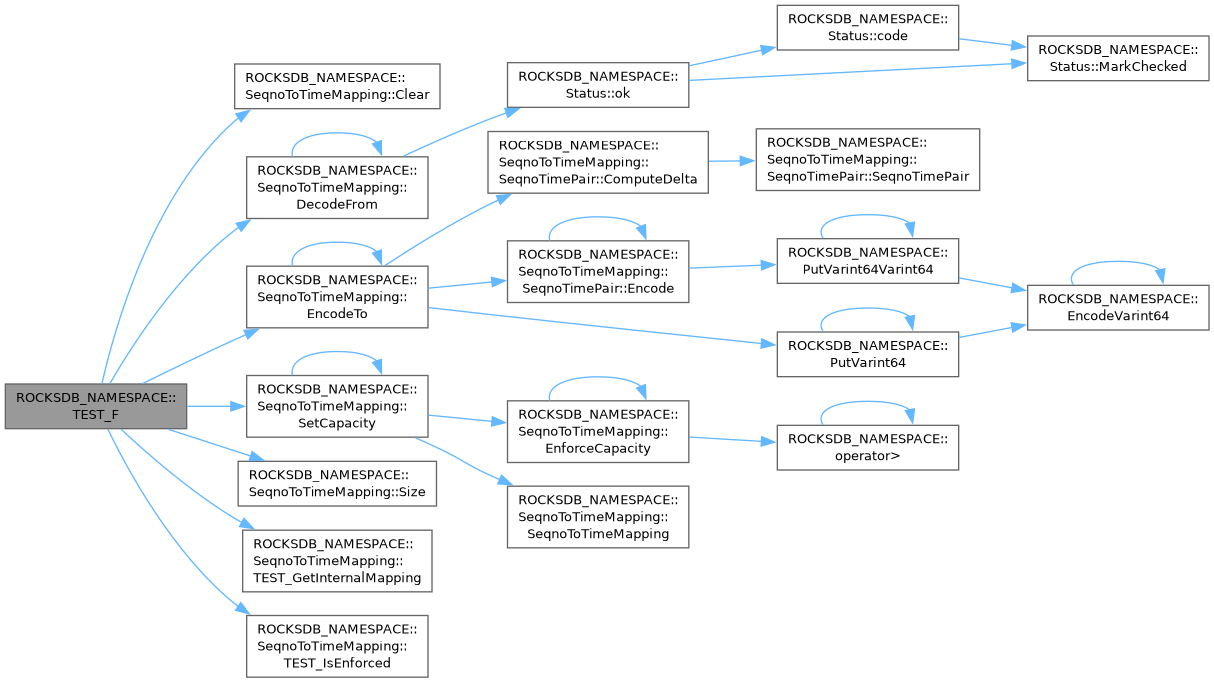 ROCKSDB_NAMESPACE::
TEST_F
ROCKSDB_NAMESPACE::
SeqnoToTimeMapping::Clear
ROCKSDB_NAMESPACE::
SeqnoToTimeMapping::
DecodeFrom
ROCKSDB_NAMESPACE::
Status::ok
ROCKSDB_NAMESPACE::
Status::code
ROCKSDB_NAMESPACE::
Status::MarkChecked
ROCKSDB_NAMESPACE::
SeqnoToTimeMapping::
EncodeTo
ROCKSDB_NAMESPACE::
SeqnoToTimeMapping::
SeqnoTimePair::ComputeDelta
ROCKSDB_NAMESPACE::
SeqnoToTimeMapping::
SeqnoTimePair::SeqnoTimePair
ROCKSDB_NAMESPACE::
SeqnoToTimeMapping::
SeqnoTimePair::Encode
ROCKSDB_NAMESPACE::
PutVarint64Varint64
ROCKSDB_NAMESPACE::
EncodeVarint64
ROCKSDB_NAMESPACE::
PutVarint64
ROCKSDB_NAMESPACE::
SeqnoToTimeMapping::
SetCapacity
ROCKSDB_NAMESPACE::
SeqnoToTimeMapping::
EnforceCapacity
ROCKSDB_NAMESPACE::
operator>
ROCKSDB_NAMESPACE::
SeqnoToTimeMapping::
SeqnoToTimeMapping
ROCKSDB_NAMESPACE::
SeqnoToTimeMapping::Size
ROCKSDB_NAMESPACE::
SeqnoToTimeMapping::
TEST_GetInternalMapping
ROCKSDB_NAMESPACE::
SeqnoToTimeMapping::
TEST_IsEnforced